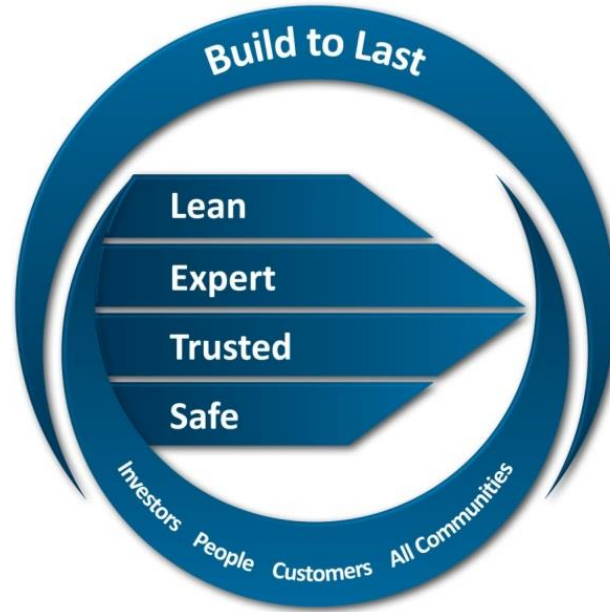 Build to Last
Lean
Expert
Trusted
Safe
Investors People Customers All Communities